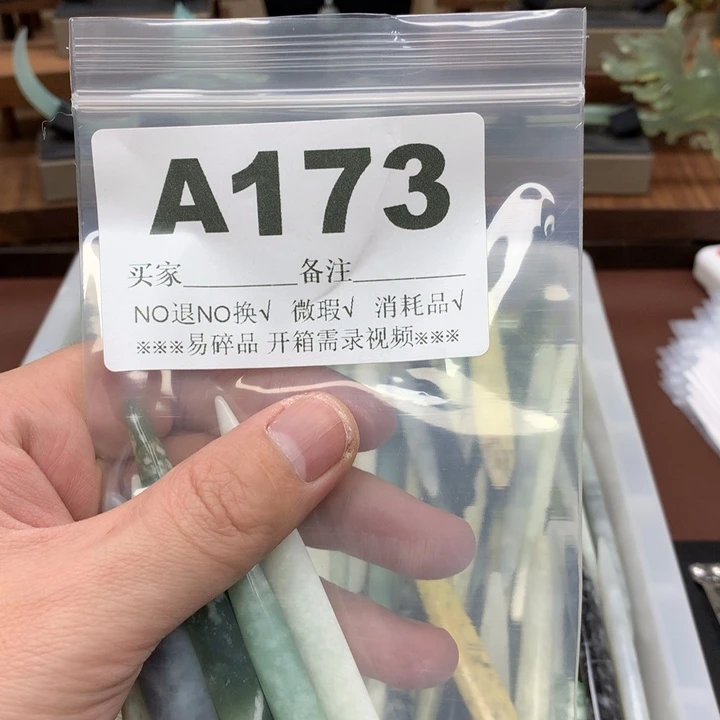 A173
买家________备注________
NO退NO换√ 微瑕√ 消耗品√
※※※易碎品 开箱需录视频※※※